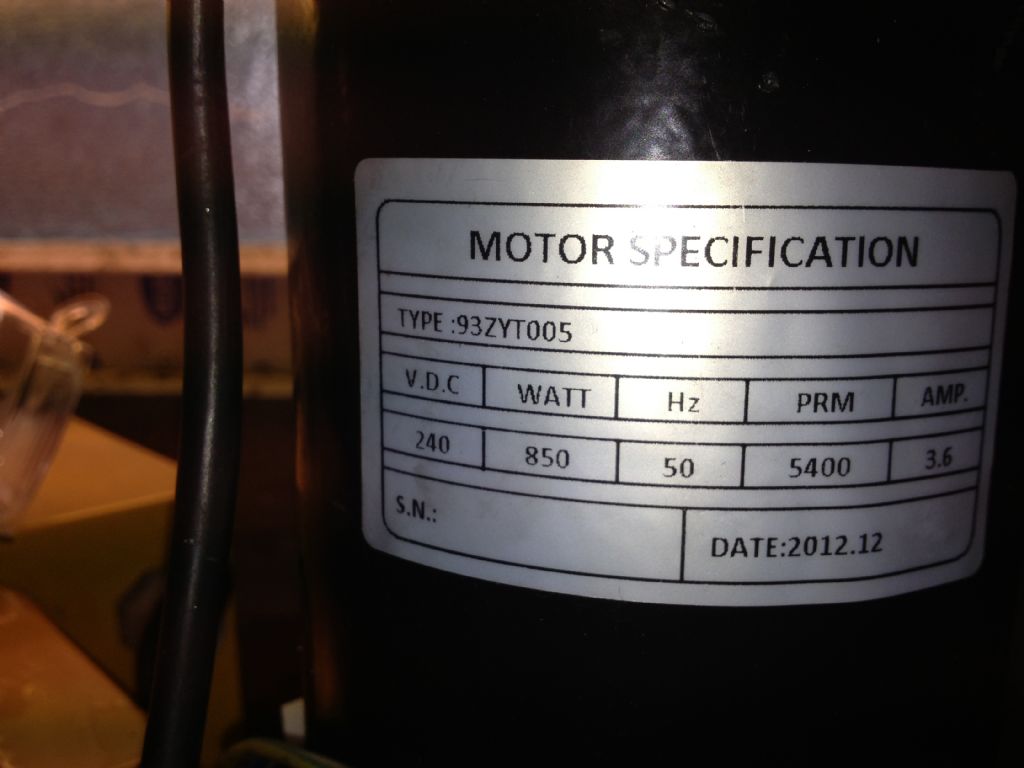 MOTOR SPECIFICATION
TYPE :93ZYT005
V.D.C WATT Hz PRM AMP.
240 850 50 5400 3.6
S.N.: DATE:2012.12